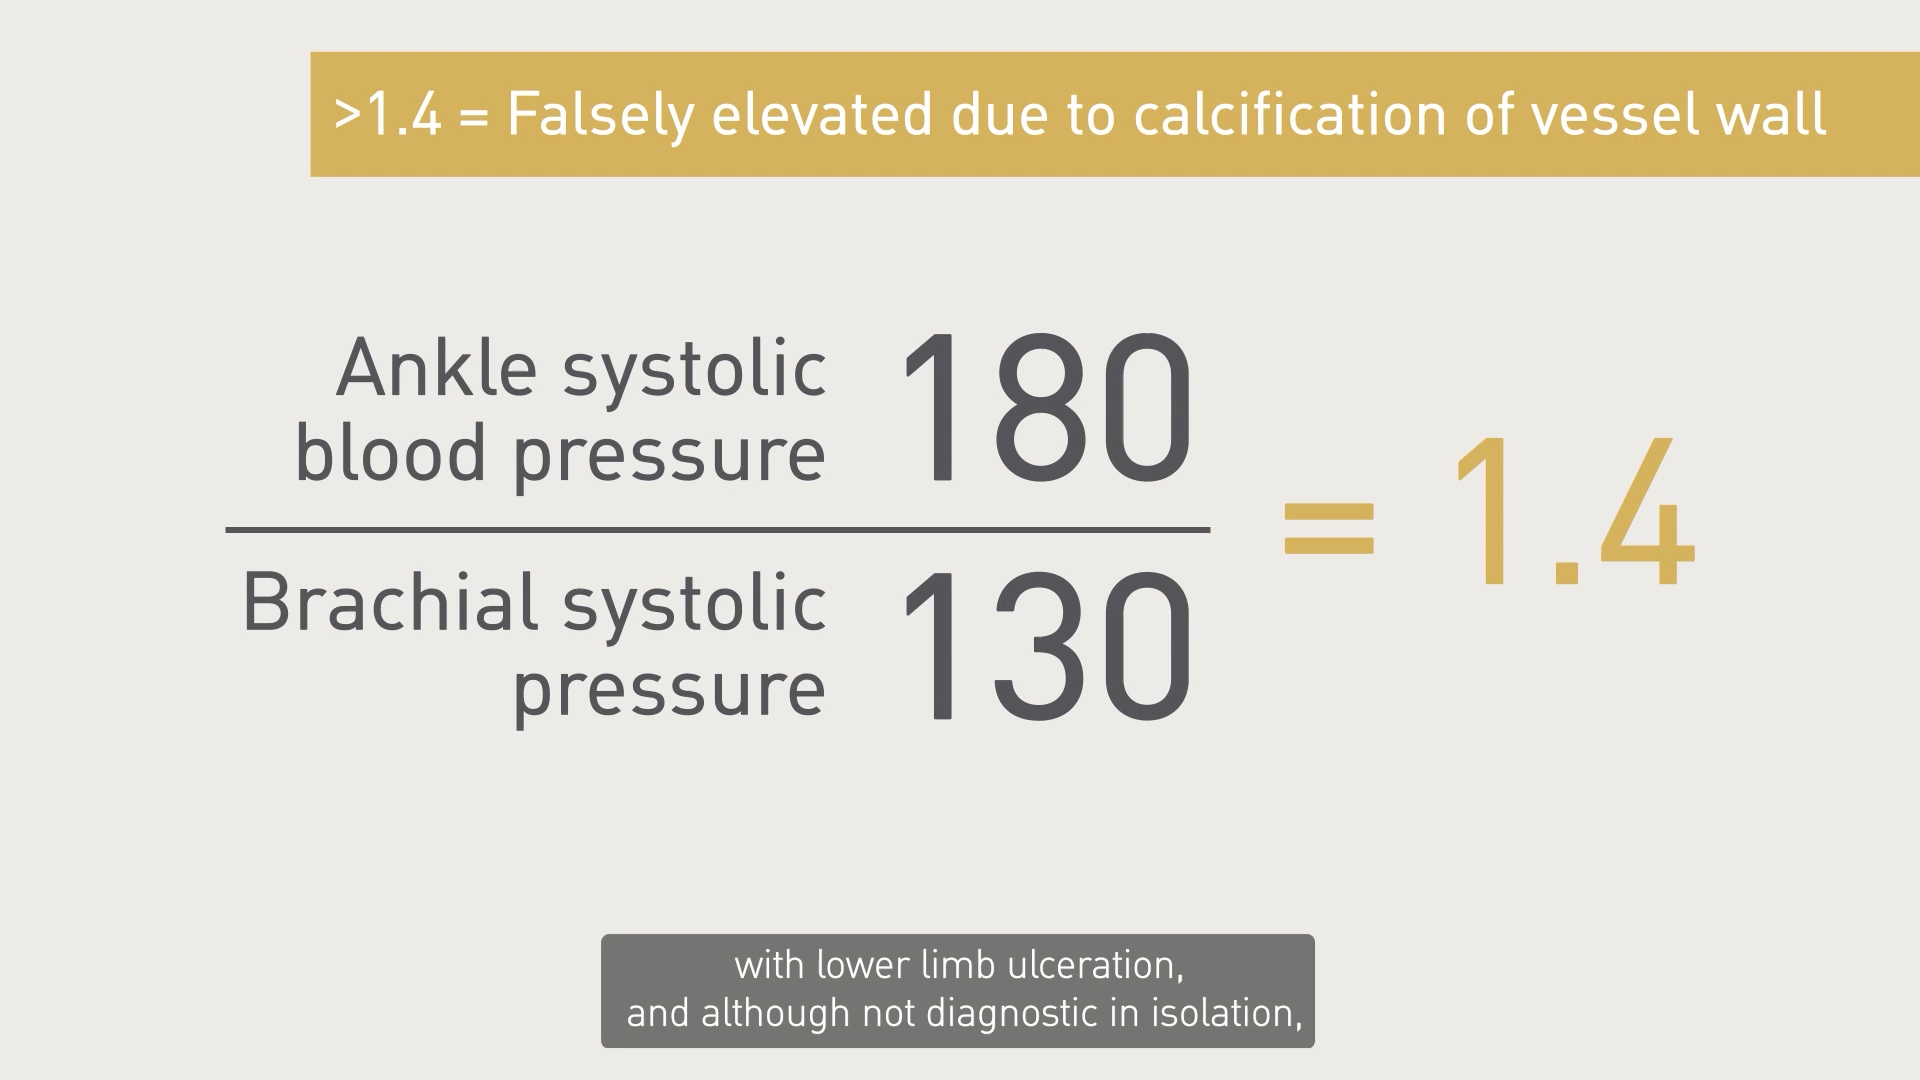 >1.4 = Falsely elevated due to calcification of vessel wall
Ankle systolic
blood pressure
180
Brachial systolic
pressure
130
= 1.4
with lower limb ulceration,
and although not diagnostic in isolation,